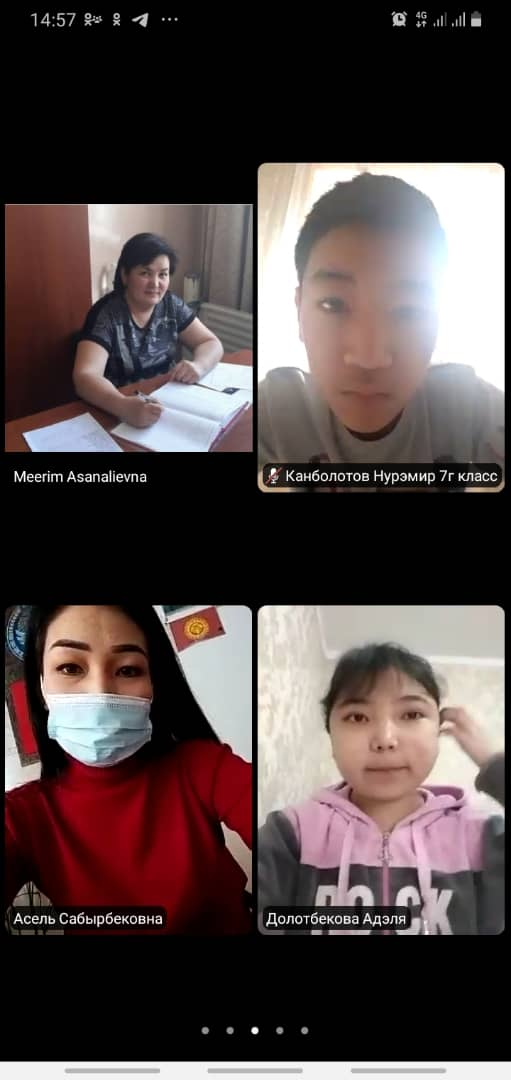 14:57
4G
Meerim Asanalievna
Канболотов Нурэмир 7г класс
Асель Сабырбековна
Долотбекова Адэля